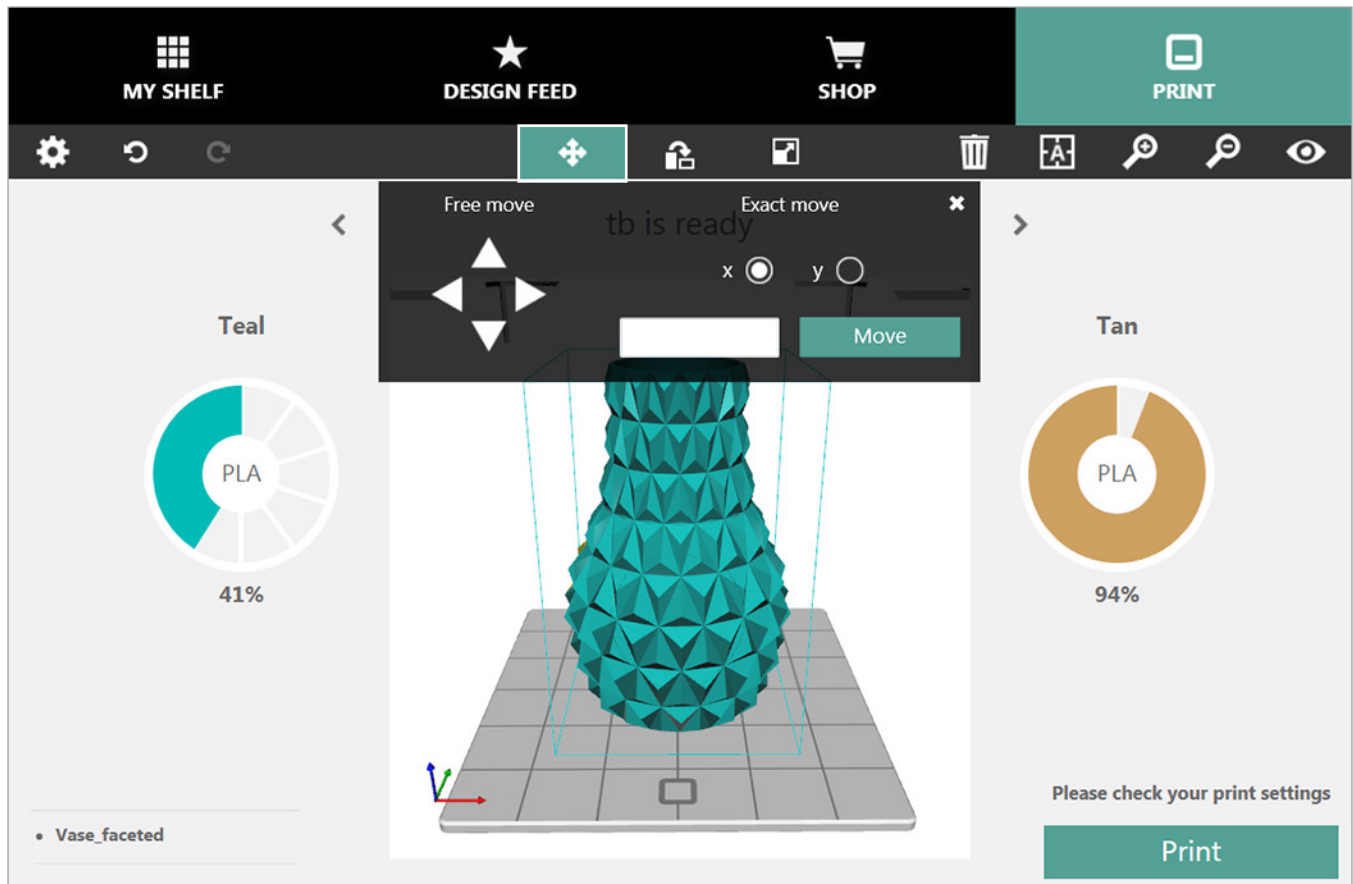 MY SHELF
DESIGN FEED
SHOP
PRINT
A
Free move
Exact move
tb is ready
x
y
Move
Teal
Tan
PLA
PLA
41%
94%
Please check your print settings
• Vase_faceted
Print